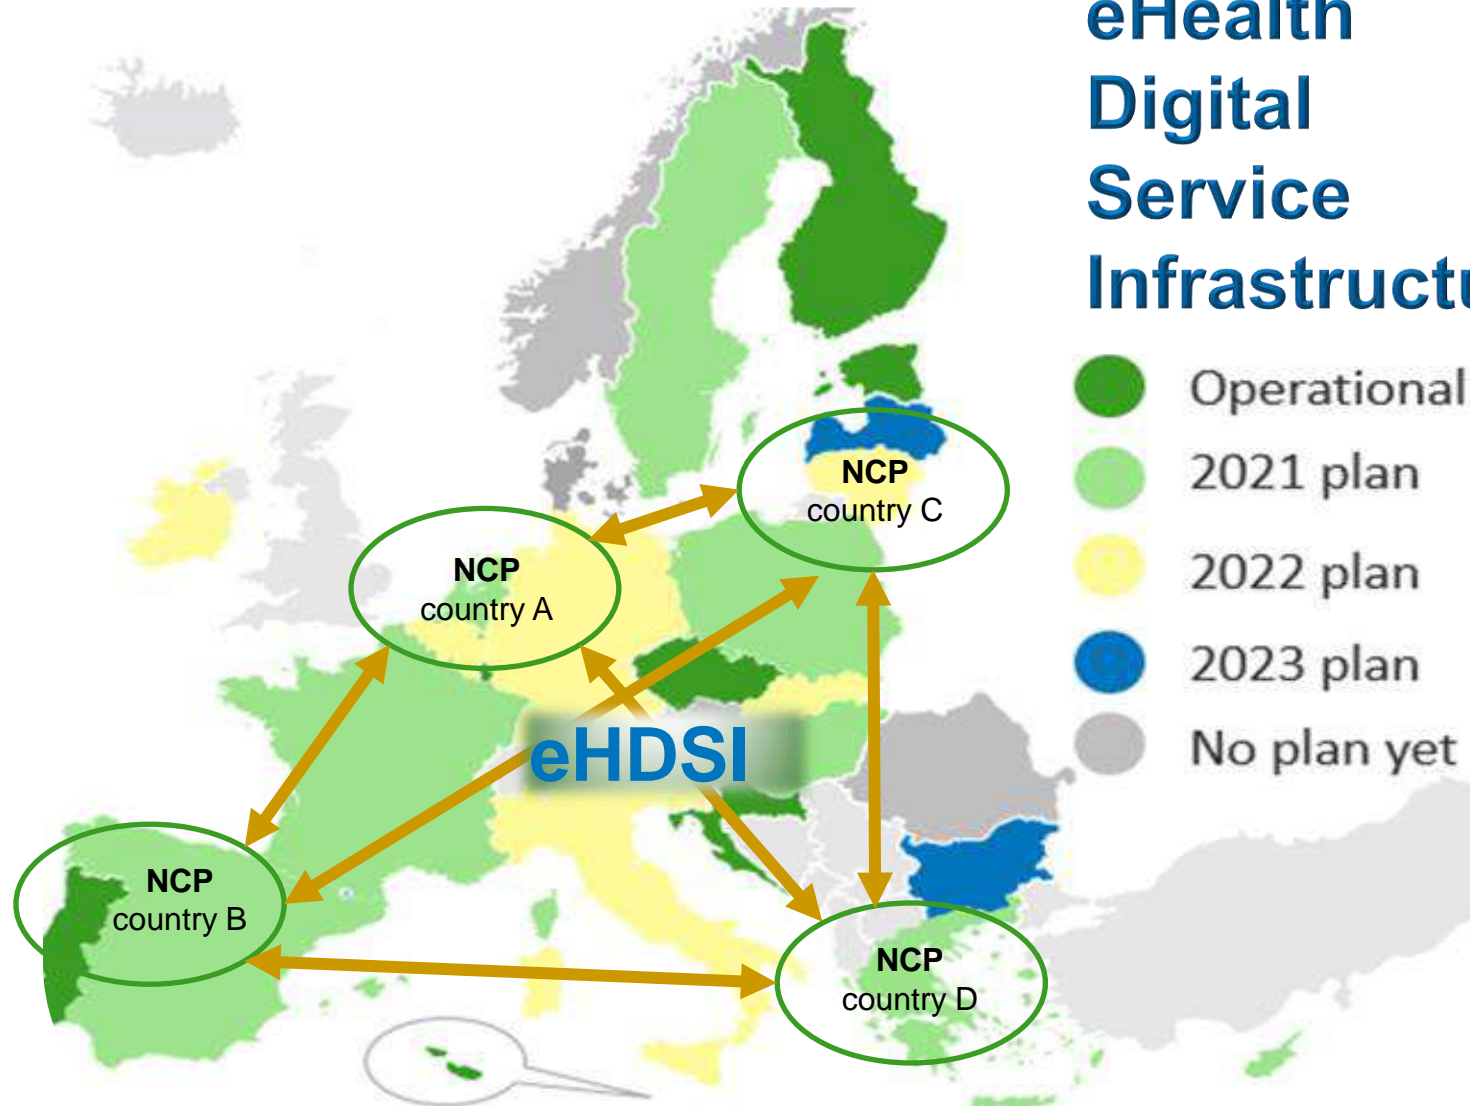 eHealth
Digital
Service
Infrastructu
Operational
2021 plan
2022 plan
2023 plan
No plan yet
NCP
country C
NCP
country A
eHDSI
NCP
country B
NCP
country D